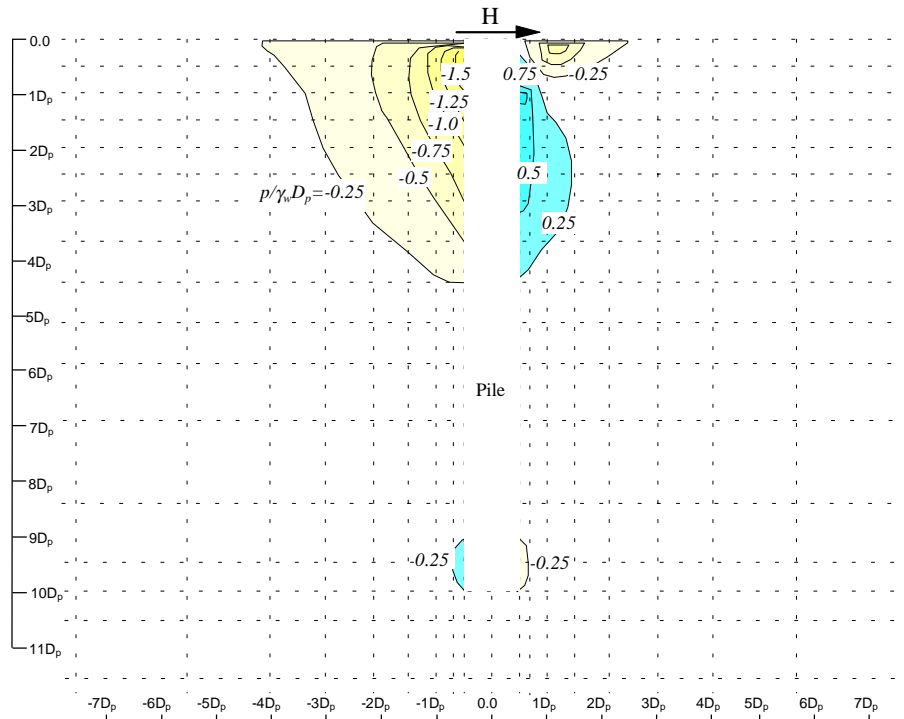 H
0.0
-1.5 0.75 -0.25
1Dp
-1.25
-1.0
2Dp
-0.75
-0.5 0.5
p/γwDp=-0.25
3Dp
0.25
4Dp
5Dp
6Dp
Pile
7Dp
8Dp
9Dp
-0.25 -0.25
10Dp
11Dp
-7Dp -6Dp -5Dp -4Dp -3Dp -2Dp -1Dp 0.0 1Dp 2Dp 3Dp 4Dp 5Dp 6Dp 7Dp